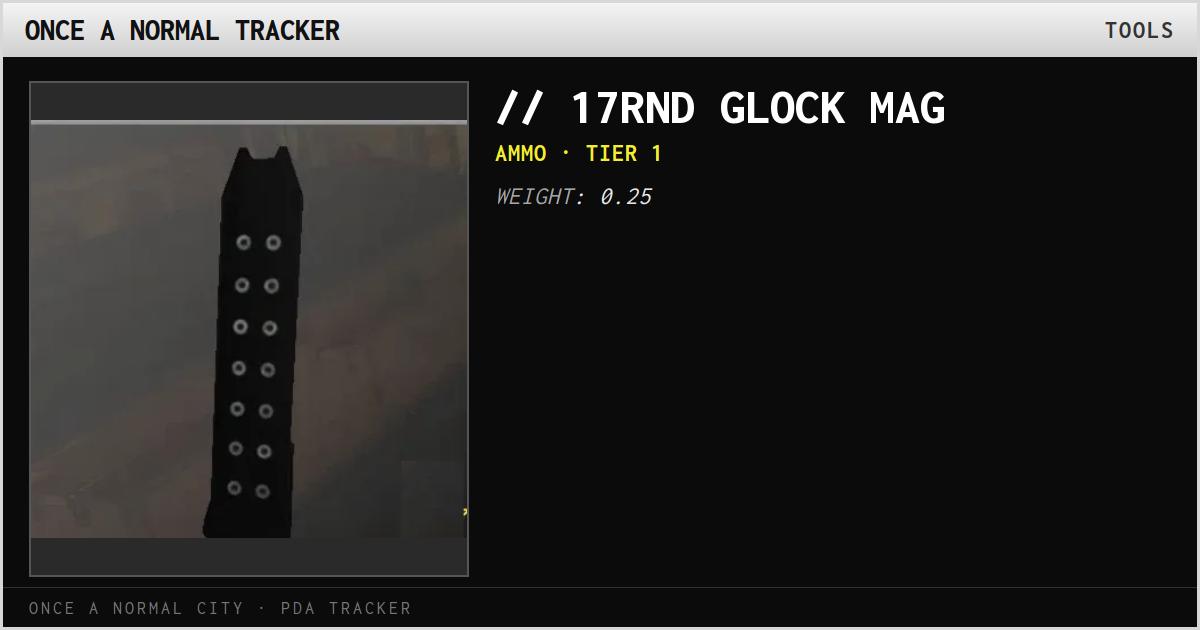 ONCE A NORMAL TRACKER
TOOLS
// 17RND GLOCK MAG
AMMO · TIER 1
WEIGHT: 0.25
ONCE A NORMAL CITY · PDA TRACKER